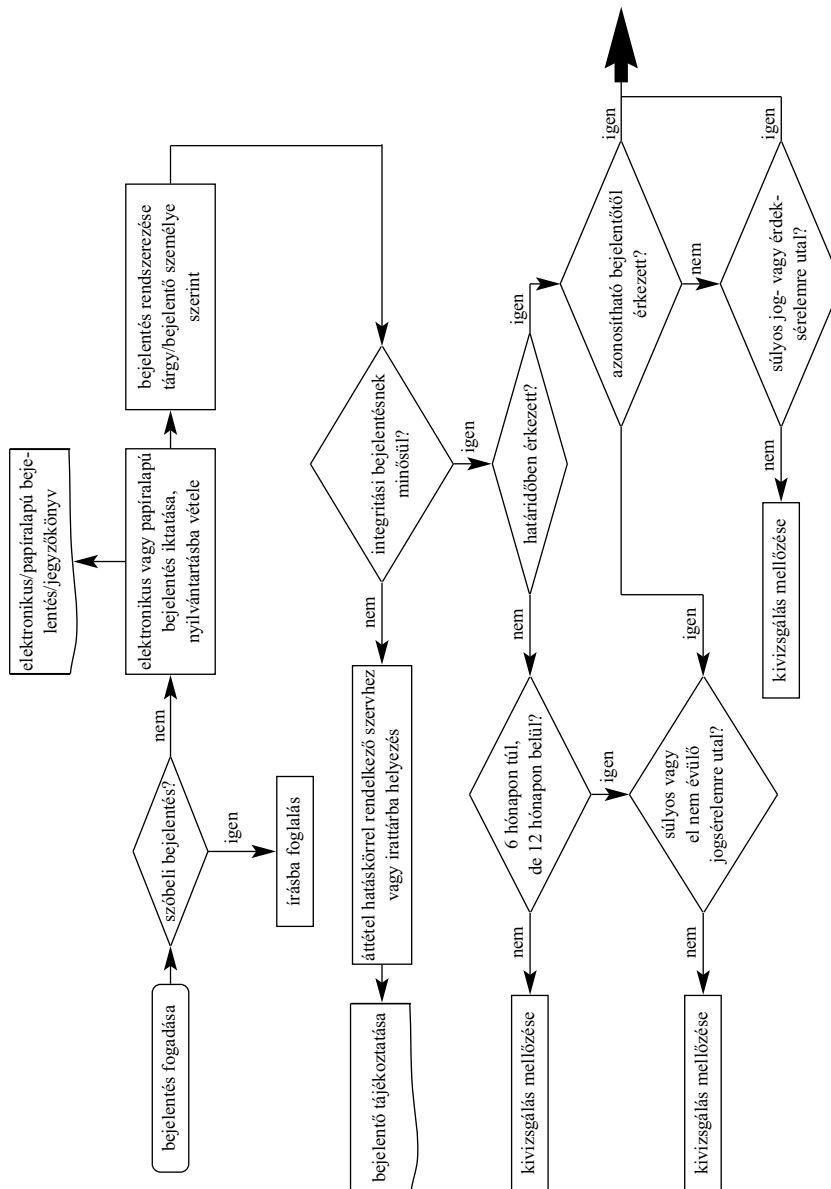 bejelentés fogadása
szóbeli bejelentés?
nem
igen
írásba foglalás
elektronikus vagy papíralapú
bejelentés iktatása,
nyilvántartásba vétele
elektronikus/papíralapú beje-
lentés/jegyzőkönyv
bejelentés rendszerezése
tárgy/bejelentő személye
szerint
integritási bejelentésnek
minősül?
nem
igen
áttétel hatáskörrel rendelkező szervhez
vagy irattárba helyezés
bejelentő tájékoztatása
határidőben érkezett?
nem
igen
6 hónapon túl,
de 12 hónapon belül?
nem
igen
kivizsgálás mellőzése
azonosítható bejelentőtől
érkezett?
igen
igen
nem
súlyos vagy
el nem évülő
jogsérelemre utal?
nem
kivizsgálás mellőzése
súlyos jog- vagy érdek-
sérelemre utal?
igen
nem
kivizsgálás mellőzése